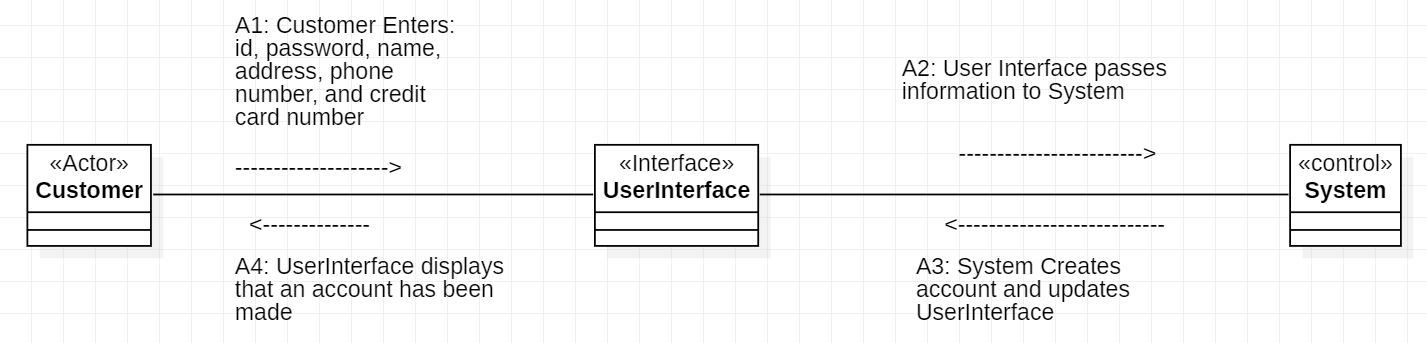 A1: Customer Enters:
id, password, name,
address, phone
number, and credit
card number
A2: User Interface passes
information to System
«Actor»
Customer
--------------------->
«Interface»
UserInterface
------------------------->
«control»
System
<--------------
<---------------------------
A4: UserInterface displays
that an account has been
made
A3: System Creates
account and updates
UserInterface